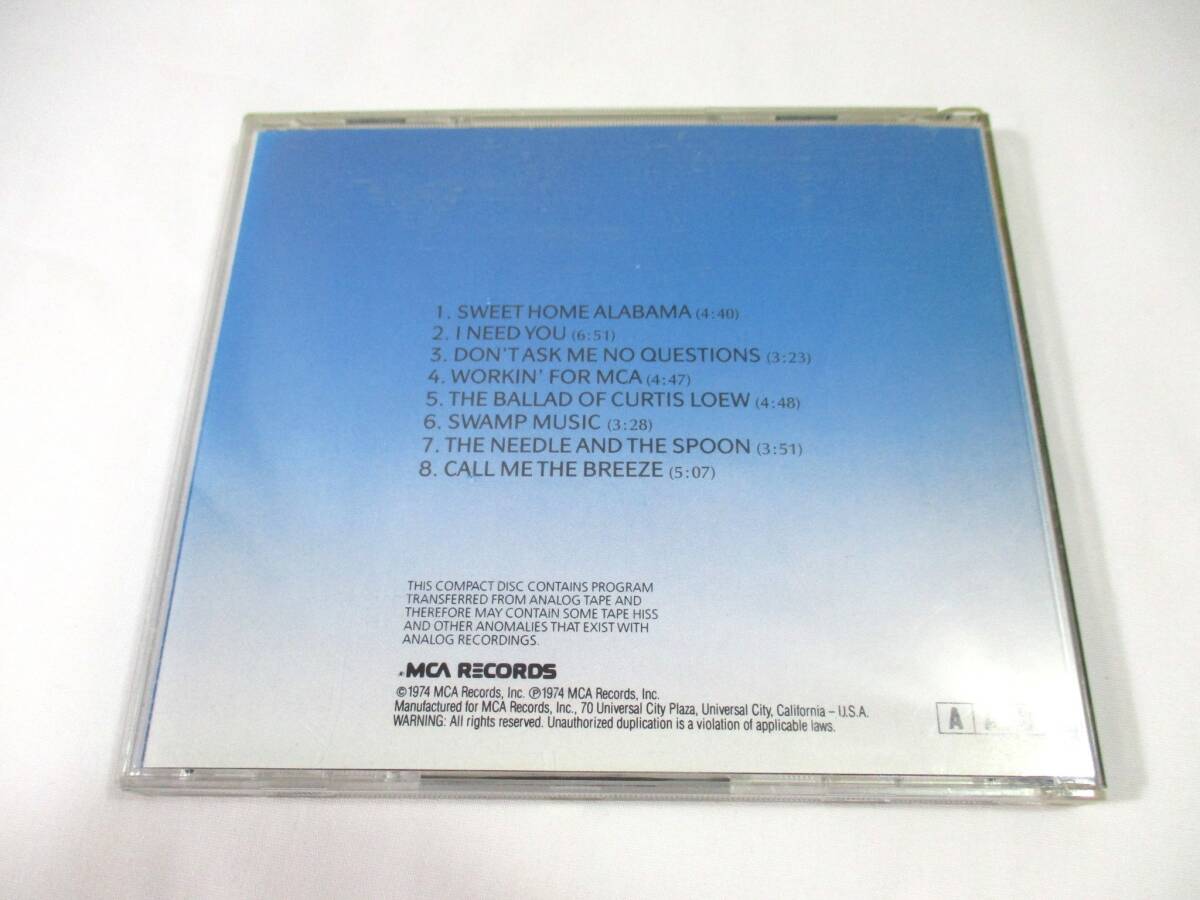 1. SWEET HOME ALABAMA (4:40)
2. I NEED YOU (6:51)
3. DON'T ASK ME NO QUESTIONS (3:23)
4. WORKIN' FOR MCA (4:47)
5. THE BALLAD OF CURTIS LOEW (4:48)
6. SWAMP MUSIC (3:28)
7. THE NEEDLE AND THE SPOON (3:51)
8. CALL ME THE BREEZE (5:07)
THIS COMPACT DISC CONTAINS PROGRAM
TRANSFERRED FROM ANALOG TAPE AND
THEREFORE MAY CONTAIN SOME TAPE HISS
AND OTHER ANOMALIES THAT EXIST WITH
ANALOG RECORDINGS.
MCA RECORDS
©1974 MCA Records, Inc. ℗1974 MCA Records, Inc.
Manufactured for MCA Records, Inc., 70 Universal City Plaza, Universal City, California – U.S.A.
WARNING: All rights reserved. Unauthorized duplication is a violation of applicable laws.
A